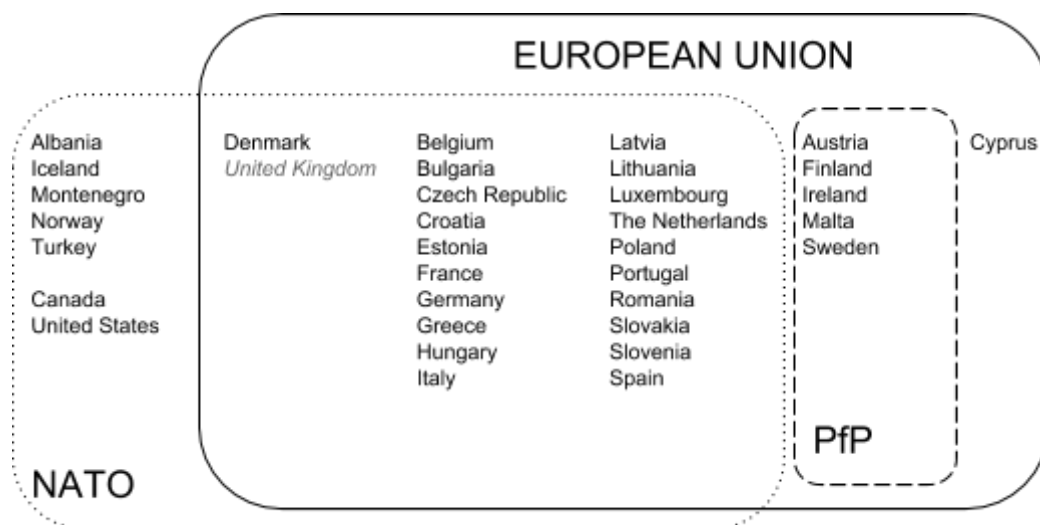 EUROPEAN UNION
Albania
Iceland
Montenegro
Norway
Turkey
Canada
United States
Denmark
United Kingdom
Belgium
Bulgaria
Czech Republic
Croatia
Estonia
France
Germany
Greece
Hungary
Italy
Latvia
Lithuania
Luxembourg
The Netherlands
Poland
Portugal
Romania
Slovakia
Slovenia
Spain
Austria
Finland
Ireland
Malta
Sweden
Cyprus
PfP
NATO